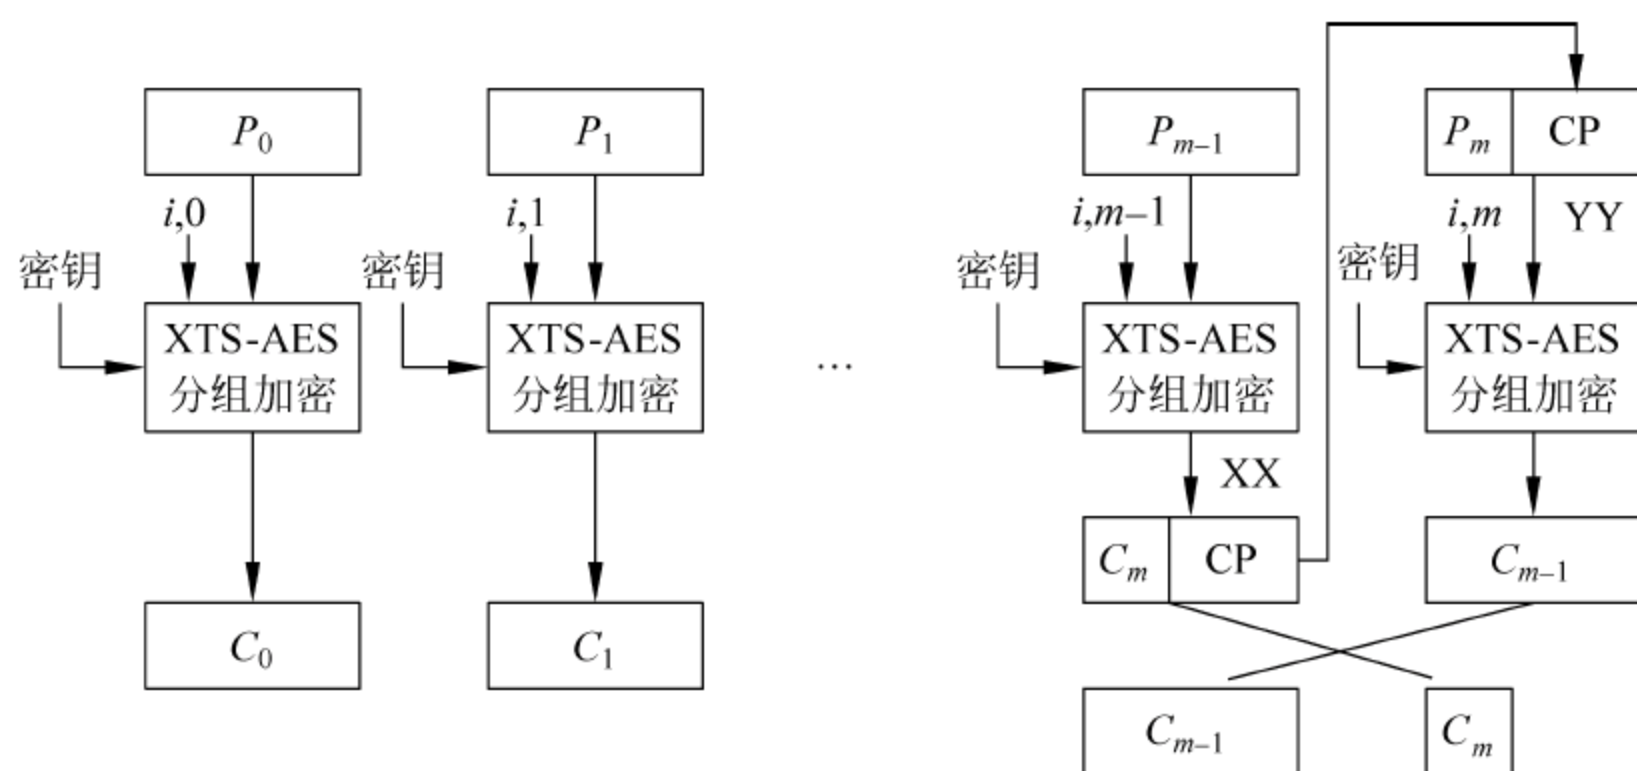 P0 P1 Pm–1 Pm CP
i,0 i,1 i,m–1 i,m YY
密钥 密钥 密钥 密钥
XTS-AES XTS-AES XTS-AES XTS-AES
分组加密 分组加密 … 分组加密 分组加密
XX
Cm CP Cm–1
C0 C1
Cm–1 Cm